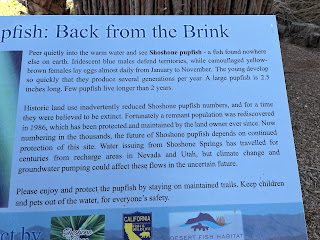 pfish: Back from the Brink
Peer quietly into the warm water and see Shoshone pupfish - a fish found nowhere
else on earth. Iridescent blue males defend territories, while camouflaged yellow-
brown females lay eggs almost daily from January to November. The young develop
so quickly that they produce several generations per year. A large pupfish is 2.5
inches long. Few pupfish live longer than 2 years.
Historic land use inadvertently reduced Shoshone pupfish numbers, and for a time
they were believed to be extinct. Fortunately a remnant population was rediscovered
in 1986, which has been protected and maintained by the land owner ever since. Now
numbering in the thousands, the future of Shoshone pupfish depends on continued
protection of this site. Water issuing from Shoshone Springs has travelled for
centuries from recharge areas in Nevada and Utah, but climate change and
groundwater pumping could affect these flows in the uncertain future.
Please enjoy and protect the pupfish by staying on maintained trails. Keep children
and pets out of the water, for everyone's safety.
ct by
CALIFORNIA
DESERT FISH HABITAT